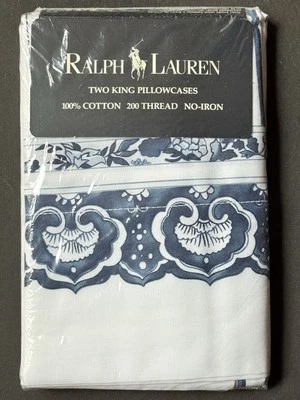 RALPH LAUREN
TWO KING PILLOWCASES
100% COTTON 200 THREAD NO-IRON